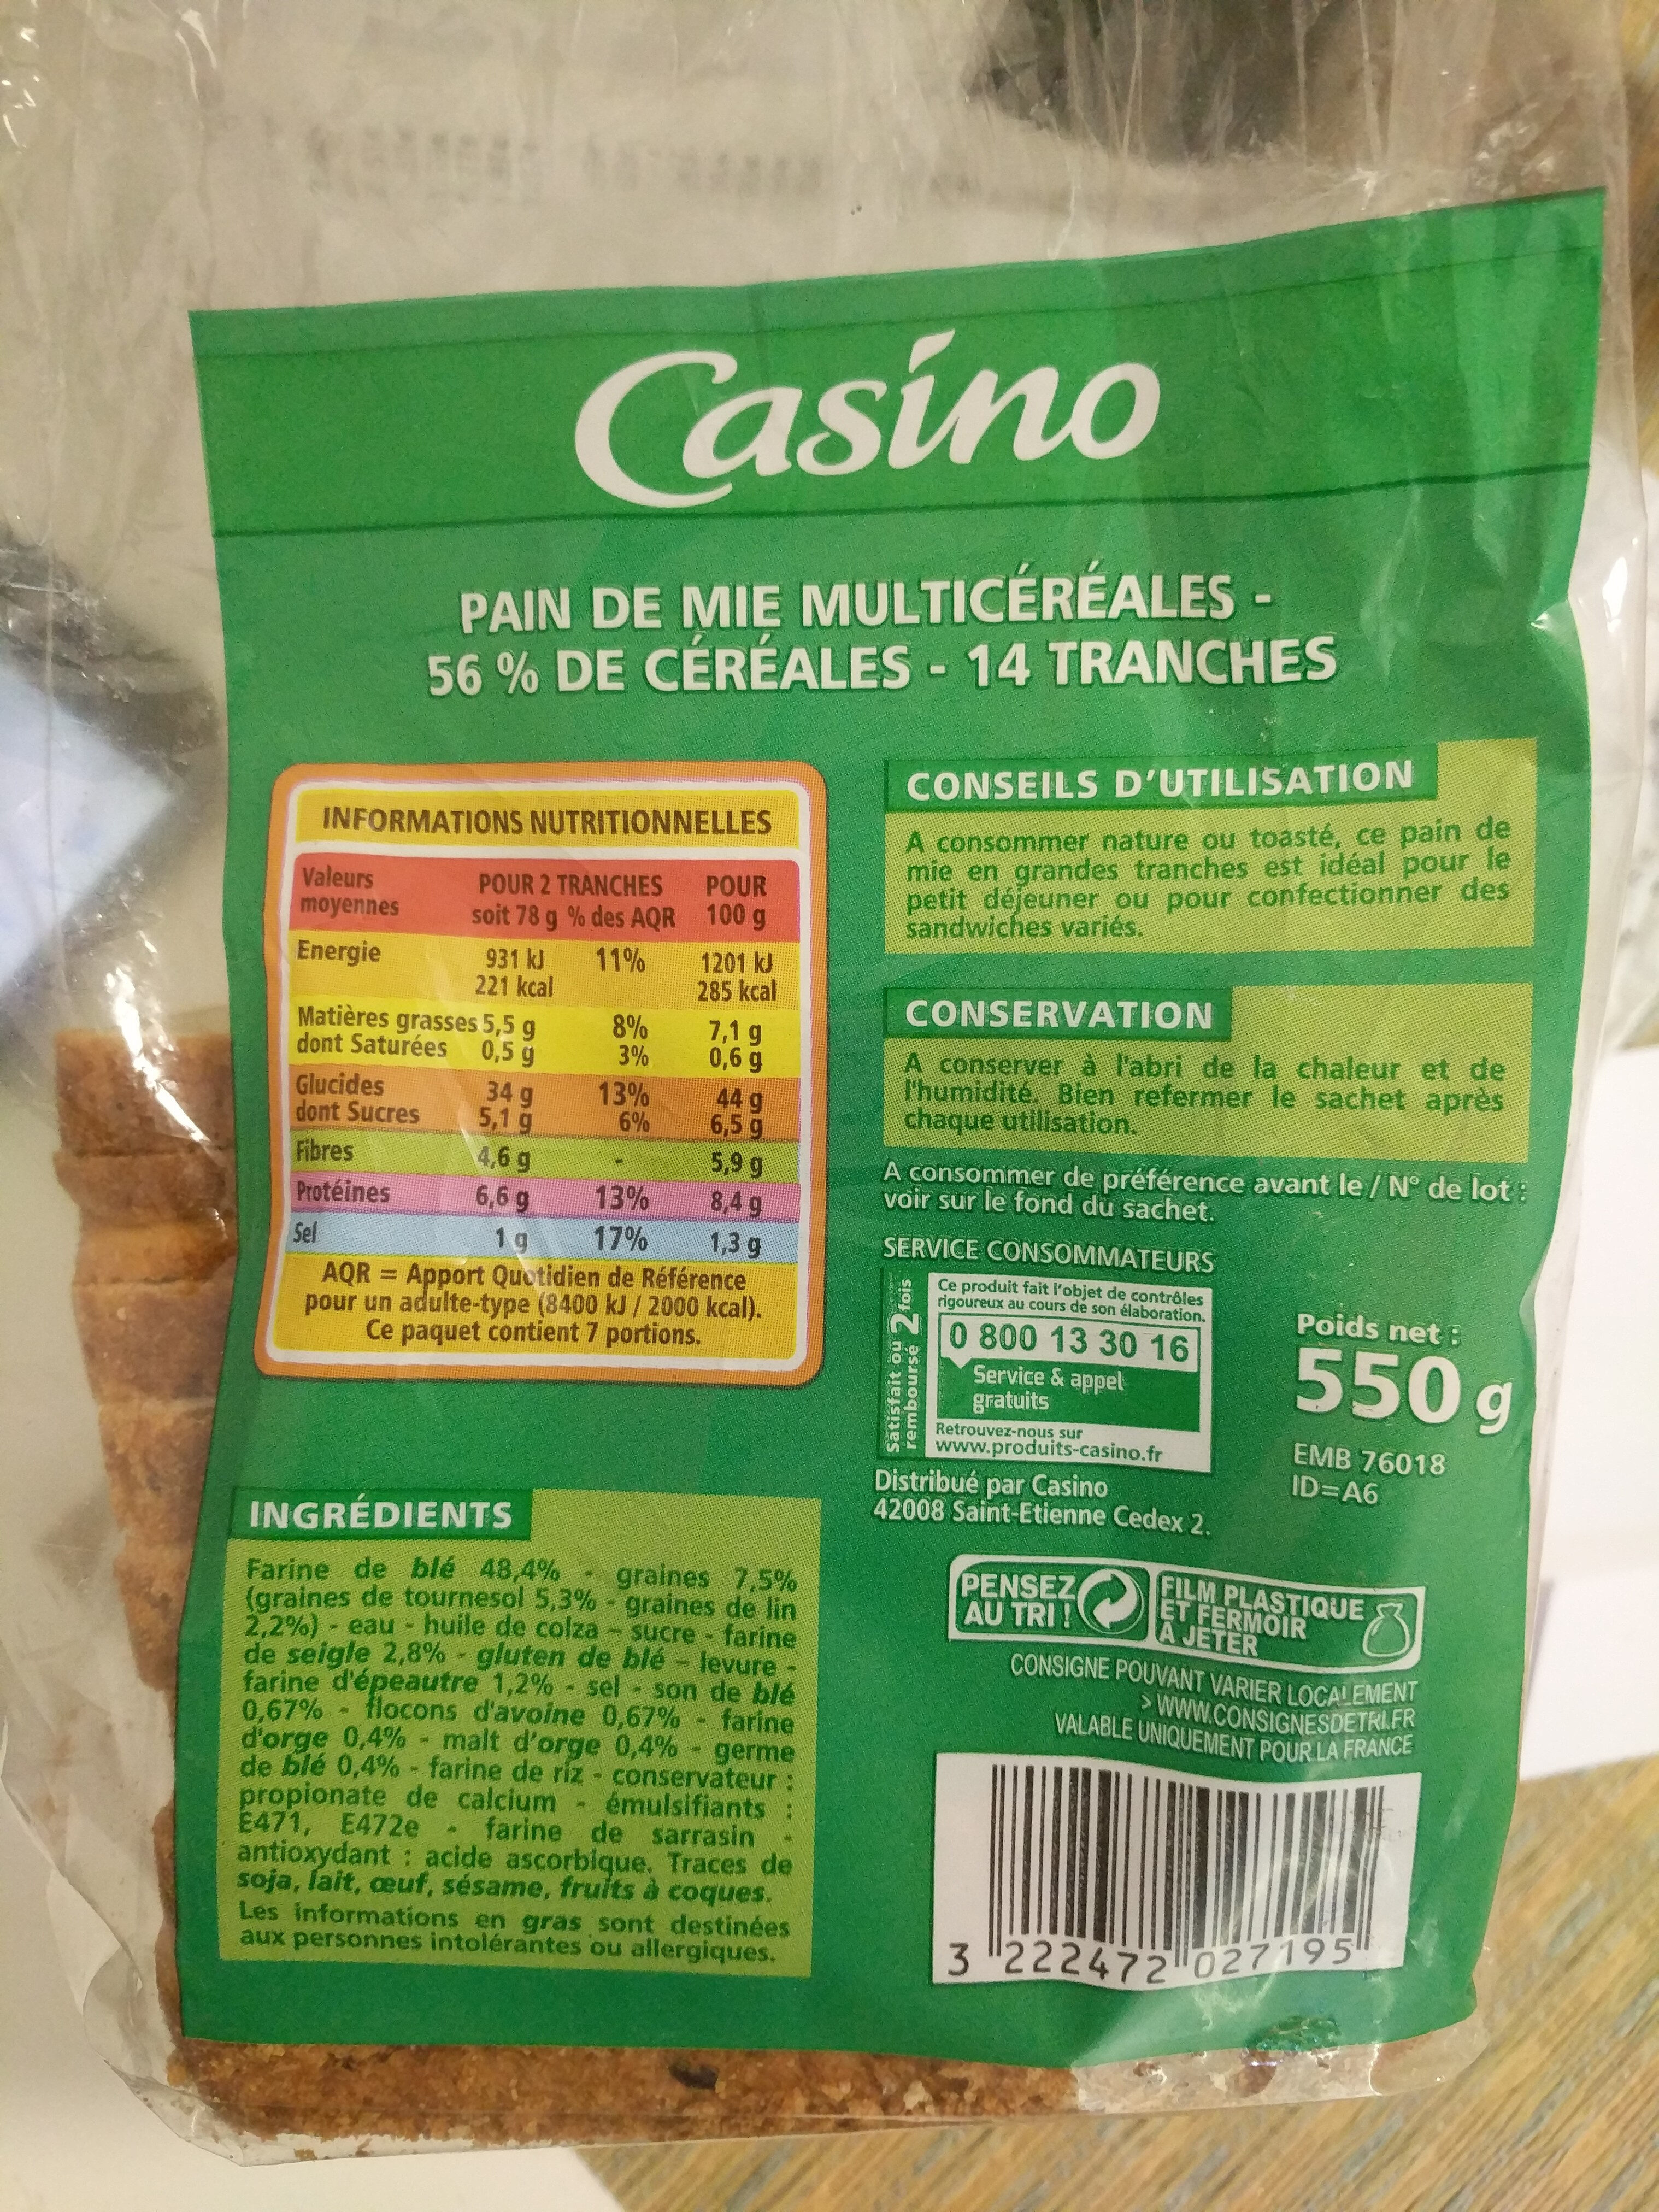 Casino
PAIN DE MIE MULTICÉRÉALES -
56 % DE CÉRÉALES - 14 TRANCHES
INFORMATIONS NUTRITIONNELLES
Valeurs moyennes POUR 2 TRANCHES soit 78 g % des AQR POUR 100 g
Energie 931 kJ 11% 1201 kJ
221 kcal 285 kcal
Matières grasses 5,5 g 8% 7,1 g
dont Saturées 0,5 g 3% 0,6 g
Glucides 34 g 13% 44 g
dont Sucres 5,1 g 6% 6,5 g
Fibres 4,6 g - 5,9 g
Protéines 6,6 g 13% 8,4 g
Sel 1 g 17% 1,3 g
AQR = Apport Quotidien de Référence
pour un adulte-type (8400 kJ / 2000 kcal).
Ce paquet contient 7 portions.
INGRÉDIENTS
Farine de blé 48,4% - graines 7,5%
(graines de tournesol 5,3% - graines de lin
2,2%) - eau - huile de colza – sucre - farine
de seigle 2,8% - gluten de blé – levure -
farine d'épeautre 1,2% - sel - son de blé
0,67% - flocons d'avoine 0,67% - farine
d'orge 0,4% - malt d'orge 0,4% - germe
de blé 0,4% - farine de riz - conservateur :
propionate de calcium - émulsifiants :
E471, E472e - farine de sarrasin -
antioxydant : acide ascorbique. Traces de
soja, lait, œuf, sésame, fruits à coques.
Les informations en gras sont destinées
aux personnes intolérantes ou allergiques.
CONSEILS D'UTILISATION
A consommer nature ou toasté, ce pain de
mie en grandes tranches est idéal pour le
petit déjeuner ou pour confectionner des
sandwiches variés.
CONSERVATION
A conserver à l'abri de la chaleur et de
l'humidité. Bien refermer le sachet après
chaque utilisation.
A consommer de préférence avant le / N° de lot :
voir sur le fond du sachet.
SERVICE CONSOMMATEURS
Satisfait ou
remboursé 2 fois
Ce produit fait l'objet de contrôles
rigoureux au cours de son élaboration.
0 800 13 30 16
Service & appel
gratuits
Retrouvez-nous sur
www.produits-casino.fr
Distribué par Casino
42008 Saint-Etienne Cedex 2.
Poids net :
550 g
EMB 76018
ID=A6
PENSEZ
AU TRI !
FILM PLASTIQUE
ET FERMOIR
À JETER
CONSIGNE POUVANT VARIER LOCALEMENT
> WWW.CONSIGNESDETRI.FR
VALABLE UNIQUEMENT POUR LA FRANCE
3 222472 027195